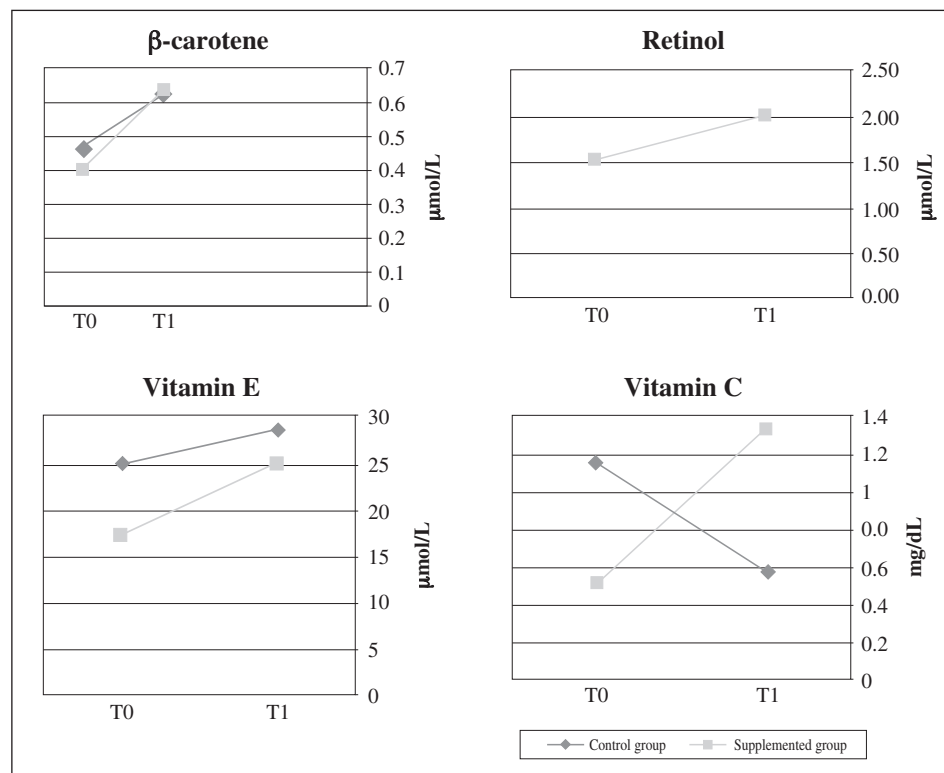 β-carotene
0.7
0.6
0.5
0.4
0.3
0.2
0.1
0
μmol/L
T0 T1
Retinol
2.50
2.00
1.50
1.00
0.50
0.00
μmol/L
T0 T1
Vitamin E
30
25
20
15
10
5
0
μmol/L
T0 T1
Vitamin C
1.4
1.2
1
0.0
0.6
0.4
0.2
0
mg/dL
T0 T1
Control group Supplemented group